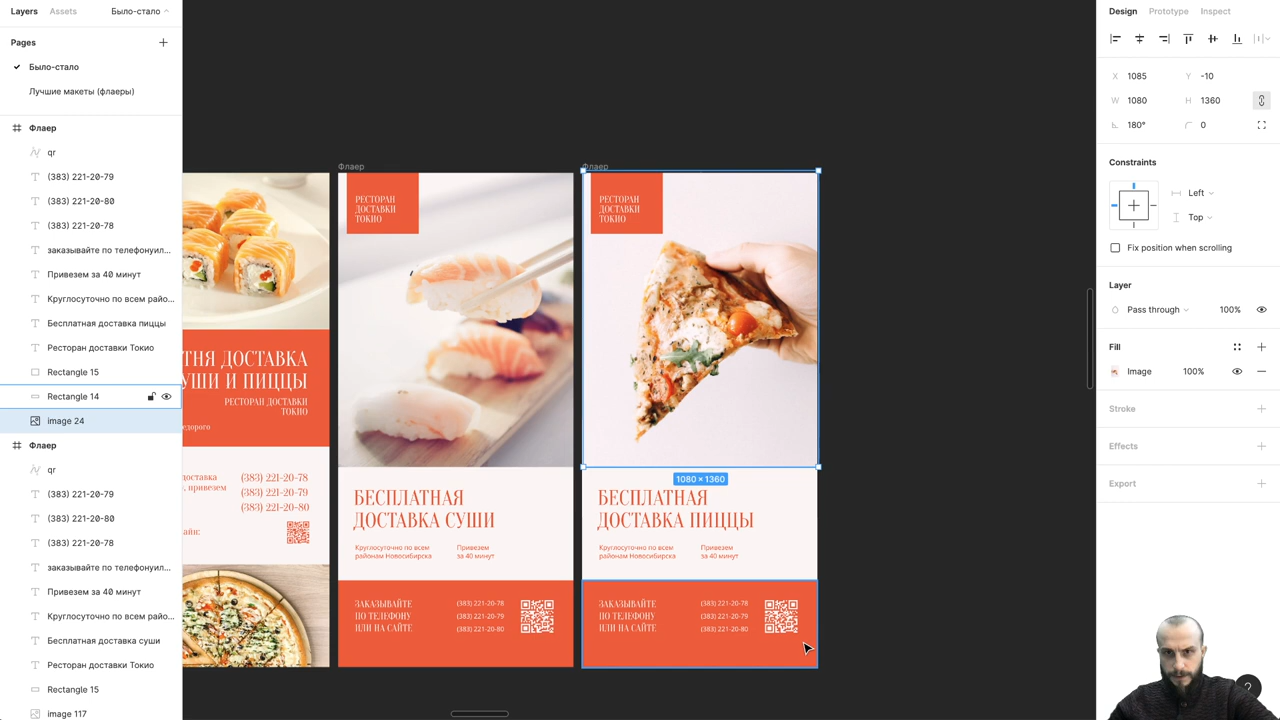 Layers
Assets
Было-стало
Pages
Было-стало
Лучшие макеты (флаеры)
Флаер
qr
(383) 221-20-79
(383) 221-20-80
(383) 221-20-78
заказывайте по телефонуил...
Привезем за 40 минут
Круглосуточно по всем райо...
Бесплатная доставка пиццы
Ресторан доставки Токио
Rectangle 15
Rectangle 14
image 24
Флаер
qr
(383) 221-20-79
(383) 221-20-80
(383) 221-20-78
заказывайте по телефонуил...
Привезем за 40 минут
Круглосуточно по всем райо...
Бесплатная доставка суши
Ресторан доставки Токио
Rectangle 15
image 117
ТНЯ ДОСТАВКА
УШИ И ПИЦЦЫ
РЕСТОРАН ДОСТАВКИ
ТОКИО
едорого
доставка
, привезем
(383) 221-20-78
(383) 221-20-79
(383) 221-20-80
айн:
Флаер
РЕСТОРАН
ДОСТАВКИ
ТОКИО
БЕСПЛАТНАЯ
ДОСТАВКА СУШИ
Круглосуточно по всем
районам Новосибирска
Привезем
за 40 минут
ЗАКАЗЫВАЙТЕ
ПО ТЕЛЕФОНУ
ИЛИ НА САЙТЕ
(383) 221-20-78
(383) 221-20-79
(383) 221-20-80
Флаер
РЕСТОРАН
ДОСТАВКИ
ТОКИО
1080 × 1360
БЕСПЛАТНАЯ
ДОСТАВКА ПИЦЦЫ
Круглосуточно по всем
районам Новосибирска
Привезем
за 40 минут
ЗАКАЗЫВАЙТЕ
ПО ТЕЛЕФОНУ
ИЛИ НА САЙТЕ
(383) 221-20-78
(383) 221-20-79
(383) 221-20-80
Design
Prototype
Inspect
X 1085 Y -10
W 1080 H 1360
180° 0
Constraints
Left
Top
Fix position when scrolling
Layer
Pass through 100%
Fill
Image 100%
Stroke
Effects
Export
?